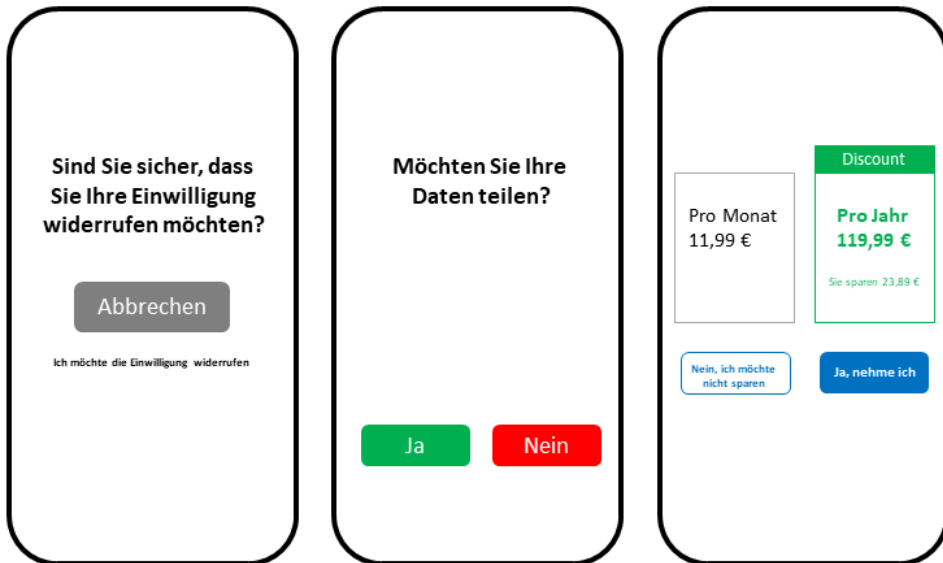 Sind Sie sicher, dass
Sie Ihre Einwilligung
widerrufen möchten?
Abbrechen
Ich möchte die Einwilligung widerrufen
Möchten Sie Ihre
Daten teilen?
Ja
Nein
Discount
Pro Monat
11,99 €
Pro Jahr
119,99 €
Sie sparen 23,89 €
Nein, ich möchte
nicht sparen
Ja, nehme ich